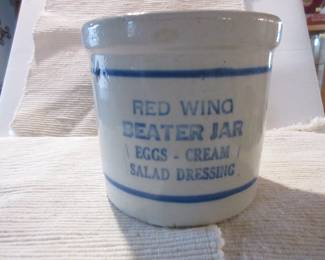 RED WING
BEATER JAR
EGGS - CREAM
SALAD DRESSING